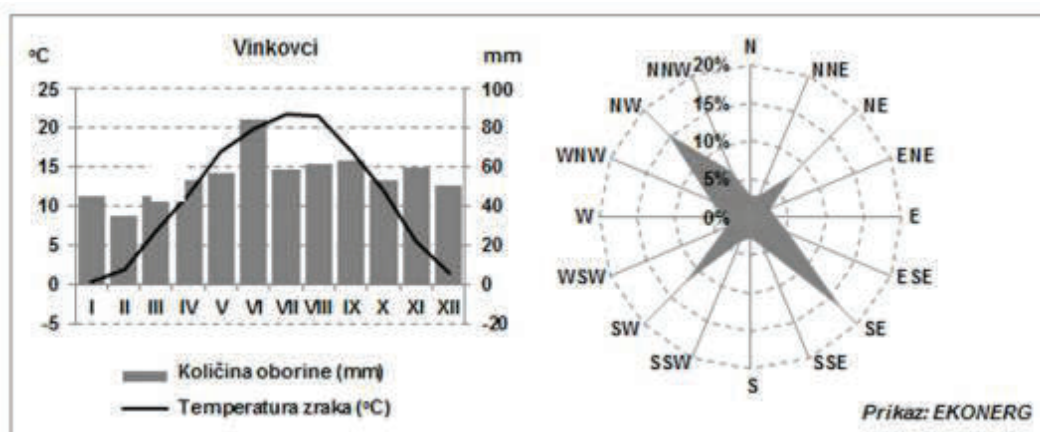 Vinkovci
°C
mm
25
20
15
10
5
0
-5
100
80
60
40
20
0
-20
I II III IV V VI VII VIII IX X XI XII
Količina oborine (mm)
Temperatura zraka (°C)
N
NNE
NE
ENE
E
ESE
SE
SSE
S
SSW
SW
WSW
W
WNW
NW
NNW
20%
15%
10%
5%
0%
Prikaz: EKONERG